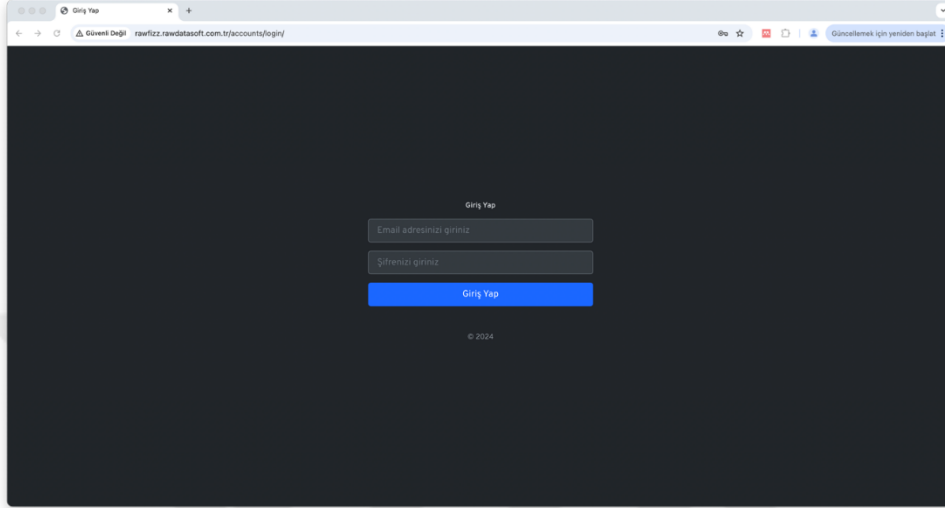 Giriş Yap
Güvenli Değil rawfizz.rawdatasoft.com.tr/accounts/login/ Güncellemek için yeniden başlat
Giriş Yap
Email adresinizi giriniz
Şifrenizi giriniz
Giriş Yap
© 2024